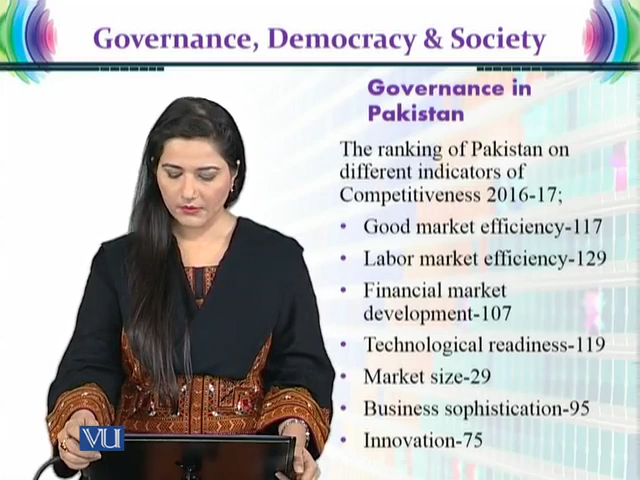 Governance, Democracy & Society
Governance in
Pakistan
The ranking of Pakistan on
different indicators of
Competitiveness 2016-17;
• Good market efficiency-117
• Labor market efficiency-129
• Financial market
development-107
• Technological readiness-119
• Market size-29
• Business sophistication-95
• Innovation-75
VU